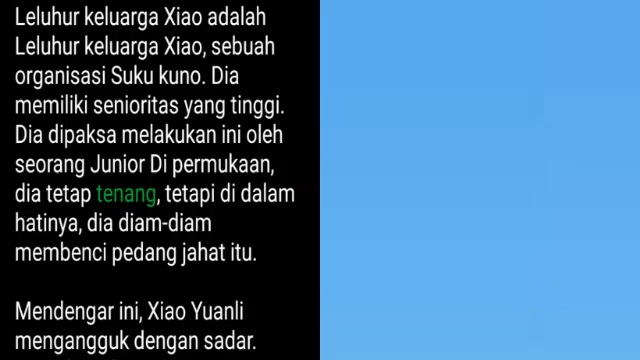 Leluhur keluarga Xiao adalah
Leluhur keluarga Xiao, sebuah
organisasi Suku kuno. Dia
memiliki senioritas yang tinggi.
Dia dipaksa melakukan ini oleh
seorang Junior Di permukaan,
dia tetap tenang, tetapi di dalam
hatinya, dia diam-diam
membenci pedang jahat itu.
Mendengar ini, Xiao Yuanli
mengangguk dengan sadar.